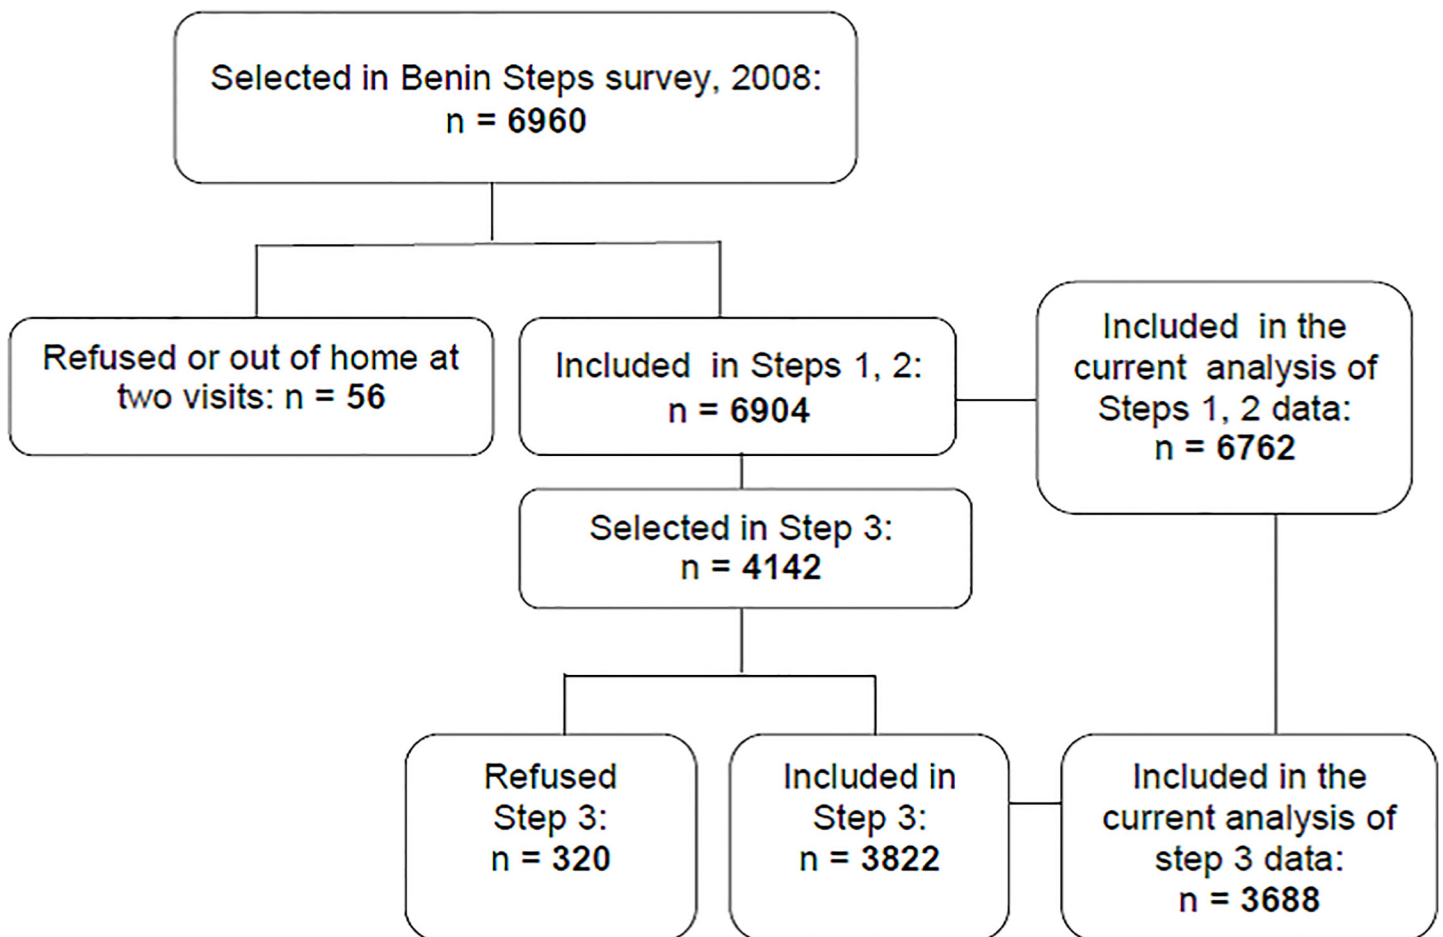 Selected in Benin Steps survey, 2008:
n = 6960
Refused or out of home at
two visits: n = 56
Included in Steps 1, 2:
n = 6904
Included in the
current analysis of
Steps 1, 2 data:
n = 6762
Selected in Step 3:
n = 4142
Refused
Step 3:
n = 320
Included in
Step 3:
n = 3822
Included in the
current analysis of
step 3 data:
n = 3688